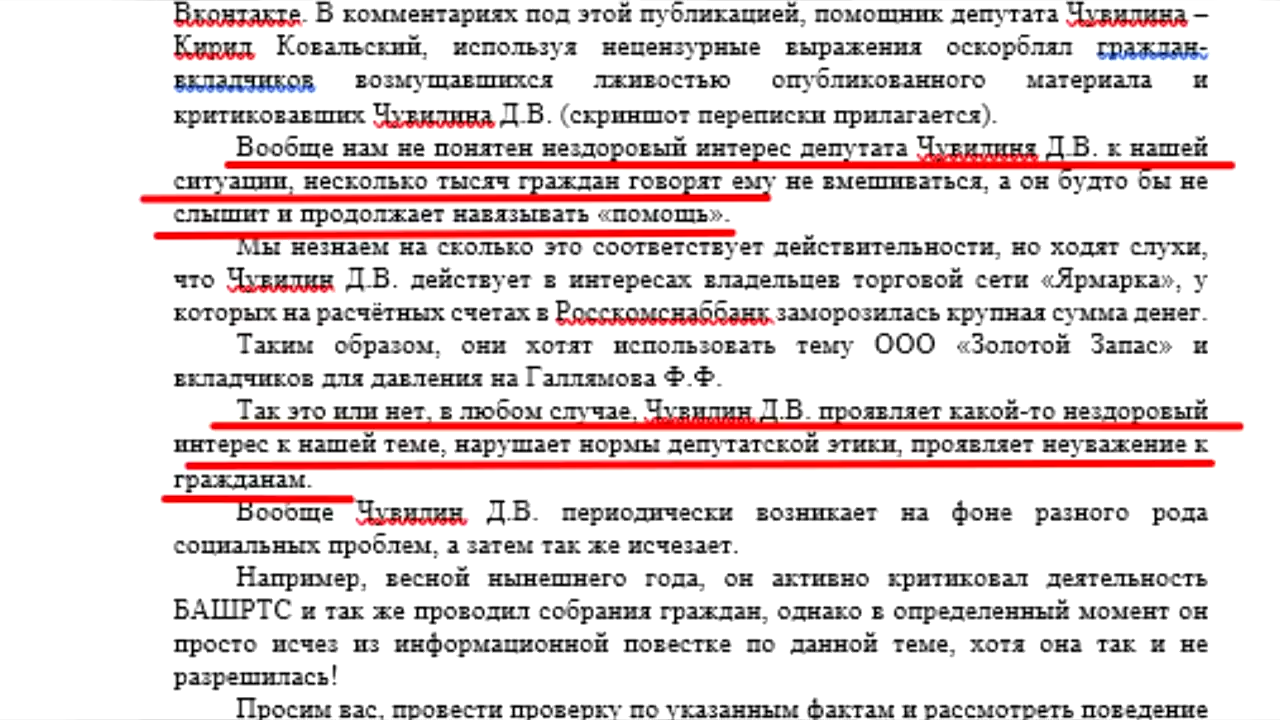 Вконтакте. В комментариях под этой публикацией, помощник депутата Чувилина –
Кирил Ковальский, используя нецензурные выражения оскорблял граждан-
вкладчиков возмущавшихся лживостью опубликованного материала и
критиковавших Чувилина Д.В. (скриншот переписки прилагается).
Вообще нам не понятен нездоровый интерес депутата Чувилиня Д.В. к нашей
ситуации, несколько тысяч граждан говорят ему не вмешиваться, а он будто бы не
слышит и продолжает навязывать «помощь».
Мы незнаем на сколько это соответствует действительности, но ходят слухи,
что Чувилин Д.В. действует в интересах владельцев торговой сети «Ярмарка», у
которых на расчётных счетах в Росскомснаббанк заморозилась крупная сумма денег.
Таким образом, они хотят использовать тему ООО «Золотой Запас» и
вкладчиков для давления на Галлямова Ф.Ф.
Так это или нет, в любом случае, Чувилин Д.В. проявляет какой-то нездоровый
интерес к нашей теме, нарушает нормы депутатской этики, проявляет неуважение к
гражданам.
Вообще Чувилин Д.В. периодически возникает на фоне разного рода
социальных проблем, а затем так же исчезает.
Например, весной нынешнего года, он активно критиковал деятельность
БАШРТС и так же проводил собрания граждан, однако в определенный момент он
просто исчез из информационной повестке по данной теме, хотя она так и не
разрешилась!
Просим вас, провести проверку по указанным фактам и рассмотреть поведение